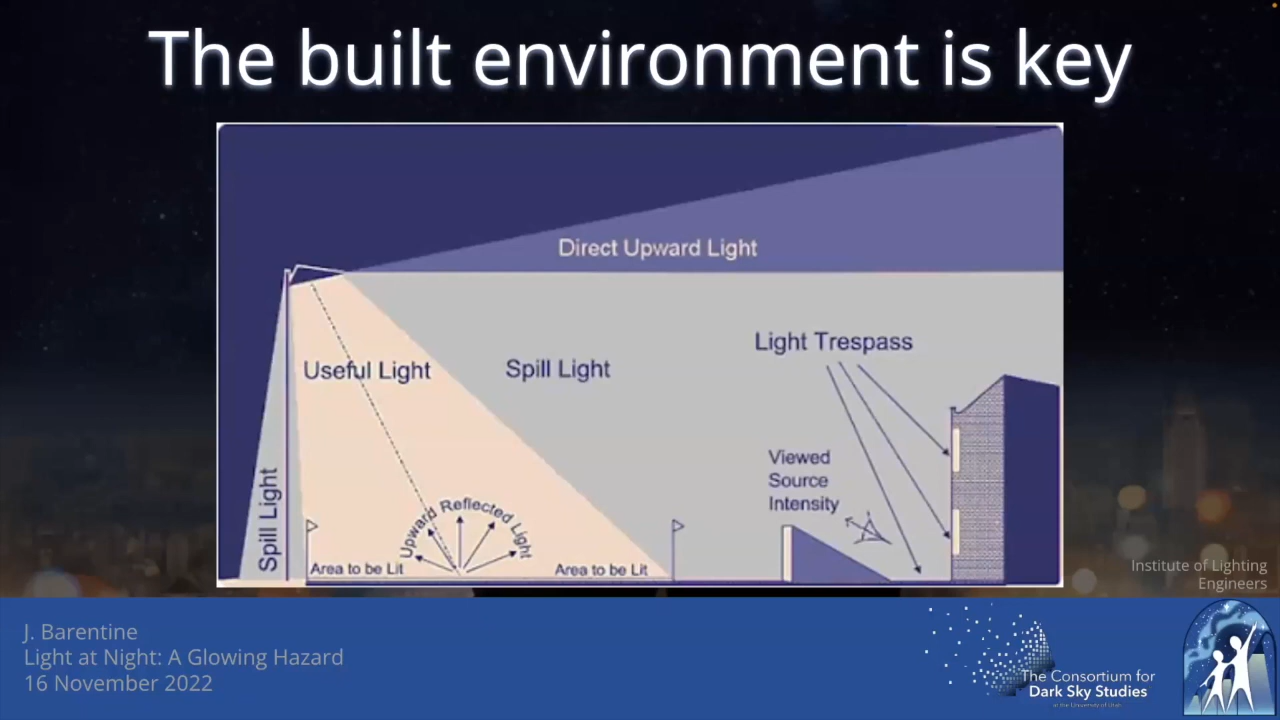 The built environment is key
Direct Upward Light
Light Trespass
Useful Light
Spill Light
Viewed
Source
Intensity
Spill Light
Upward Reflected Light
Area to be Lit
Area to be Lit
Institute of Lighting
Engineers
J. Barentine
Light at Night: A Glowing Hazard
16 November 2022
The Consortium for
Dark Sky Studies
at the University of Utah